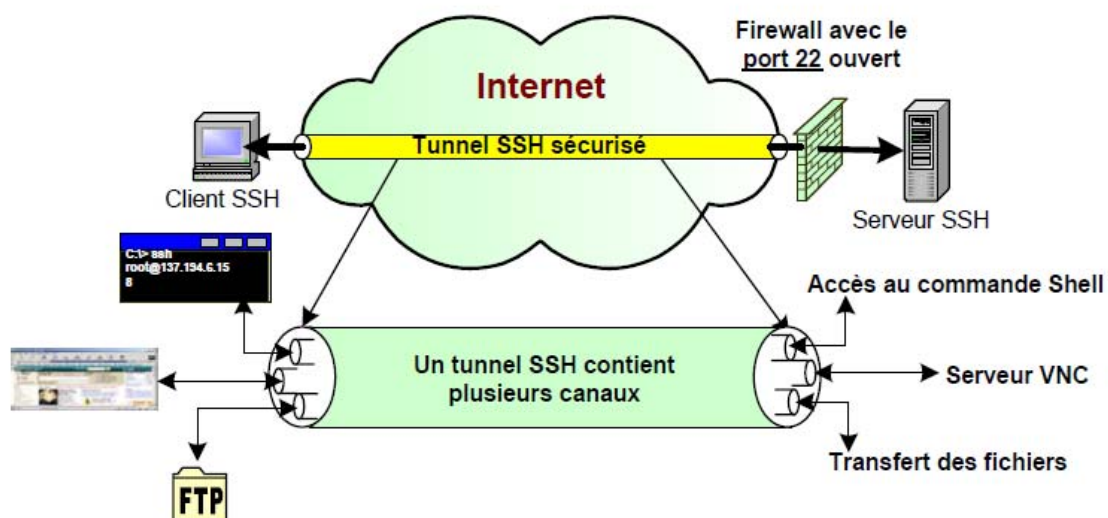 Firewall avec le
port 22 ouvert
Internet
Tunnel SSH sécurisé
Client SSH
Serveur SSH
C:\> ssh
root@137.194.6.15
8
Accès au commande Shell
Un tunnel SSH contient
plusieurs canaux
Serveur VNC
Transfert des fichiers
FTP